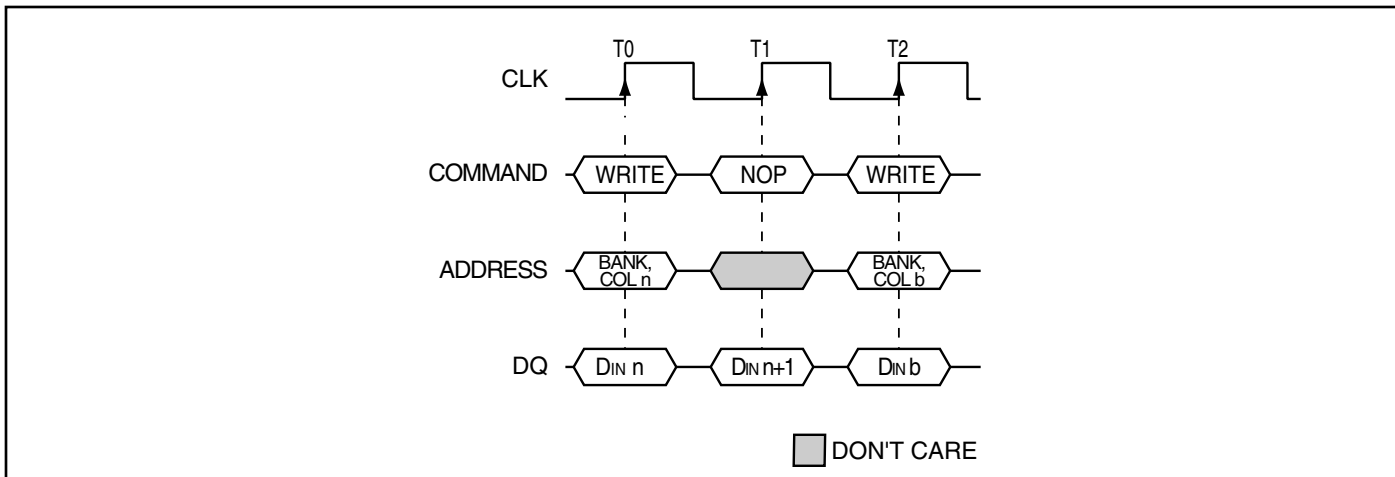 T0 T1 T2
CLK
COMMAND WRITE NOP WRITE
ADDRESS BANK, COL n BANK, COL b
DQ DIN n DIN n+1 DIN b
DON'T CARE